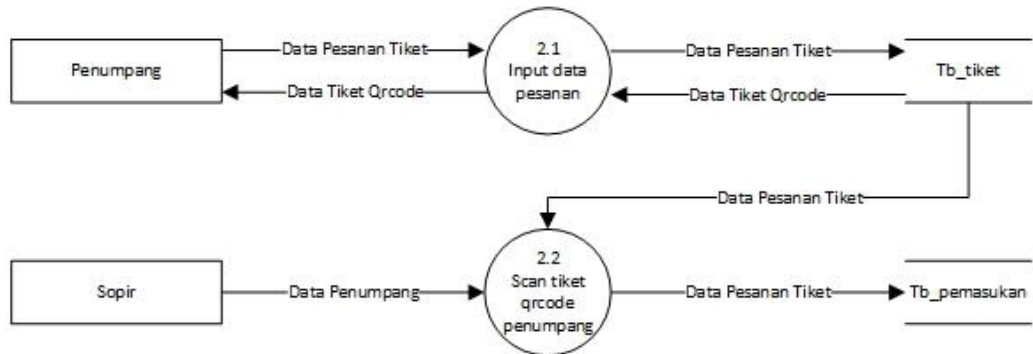 Penumpang
Data Pesanan Tiket
Data Tiket Qrcode
2.1
Input data
pesanan
Data Pesanan Tiket
Data Tiket Qrcode
Tb_tiket
Data Pesanan Tiket
Sopir
Data Penumpang
2.2
Scan tiket
qrcode
penumpang
Data Pesanan Tiket
Tb_pemasukan